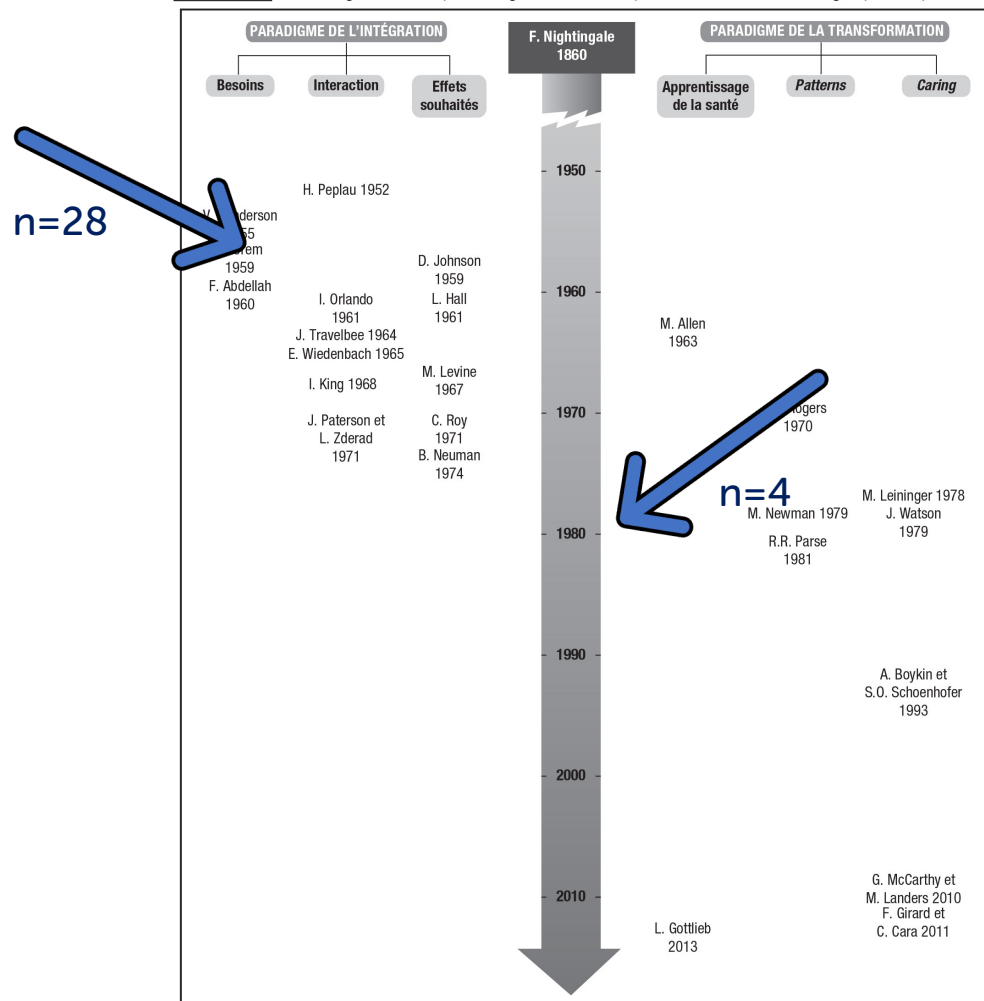 PARADIGME DE L'INTÉGRATION
F. Nightingale
1860
PARADIGME DE LA TRANSFORMATION
Besoins
Interaction
Effets
souhaités
Apprentissage
de la santé
Patterns
Caring
1950
H. Peplau 1952
n=28
1959
F. Abdellah
1960
D. Johnson
1959
1960
I. Orlando
1961
L. Hall
1961
J. Travelbee 1964
E. Wiedenbach 1965
M. Allen
1963
I. King 1968
M. Levine
1967
1970
1970
J. Paterson et
L. Zderad
1971
C. Roy
1971
B. Neuman
1974
n=4
M. Newman 1979
M. Leininger 1978
J. Watson
1979
1980
R.R. Parse
1981
1990
A. Boykin et
S.O. Schoenhofer
1993
2000
2010
G. McCarthy et
M. Landers 2010
F. Girard et
C. Cara 2011
L. Gottlieb
2013